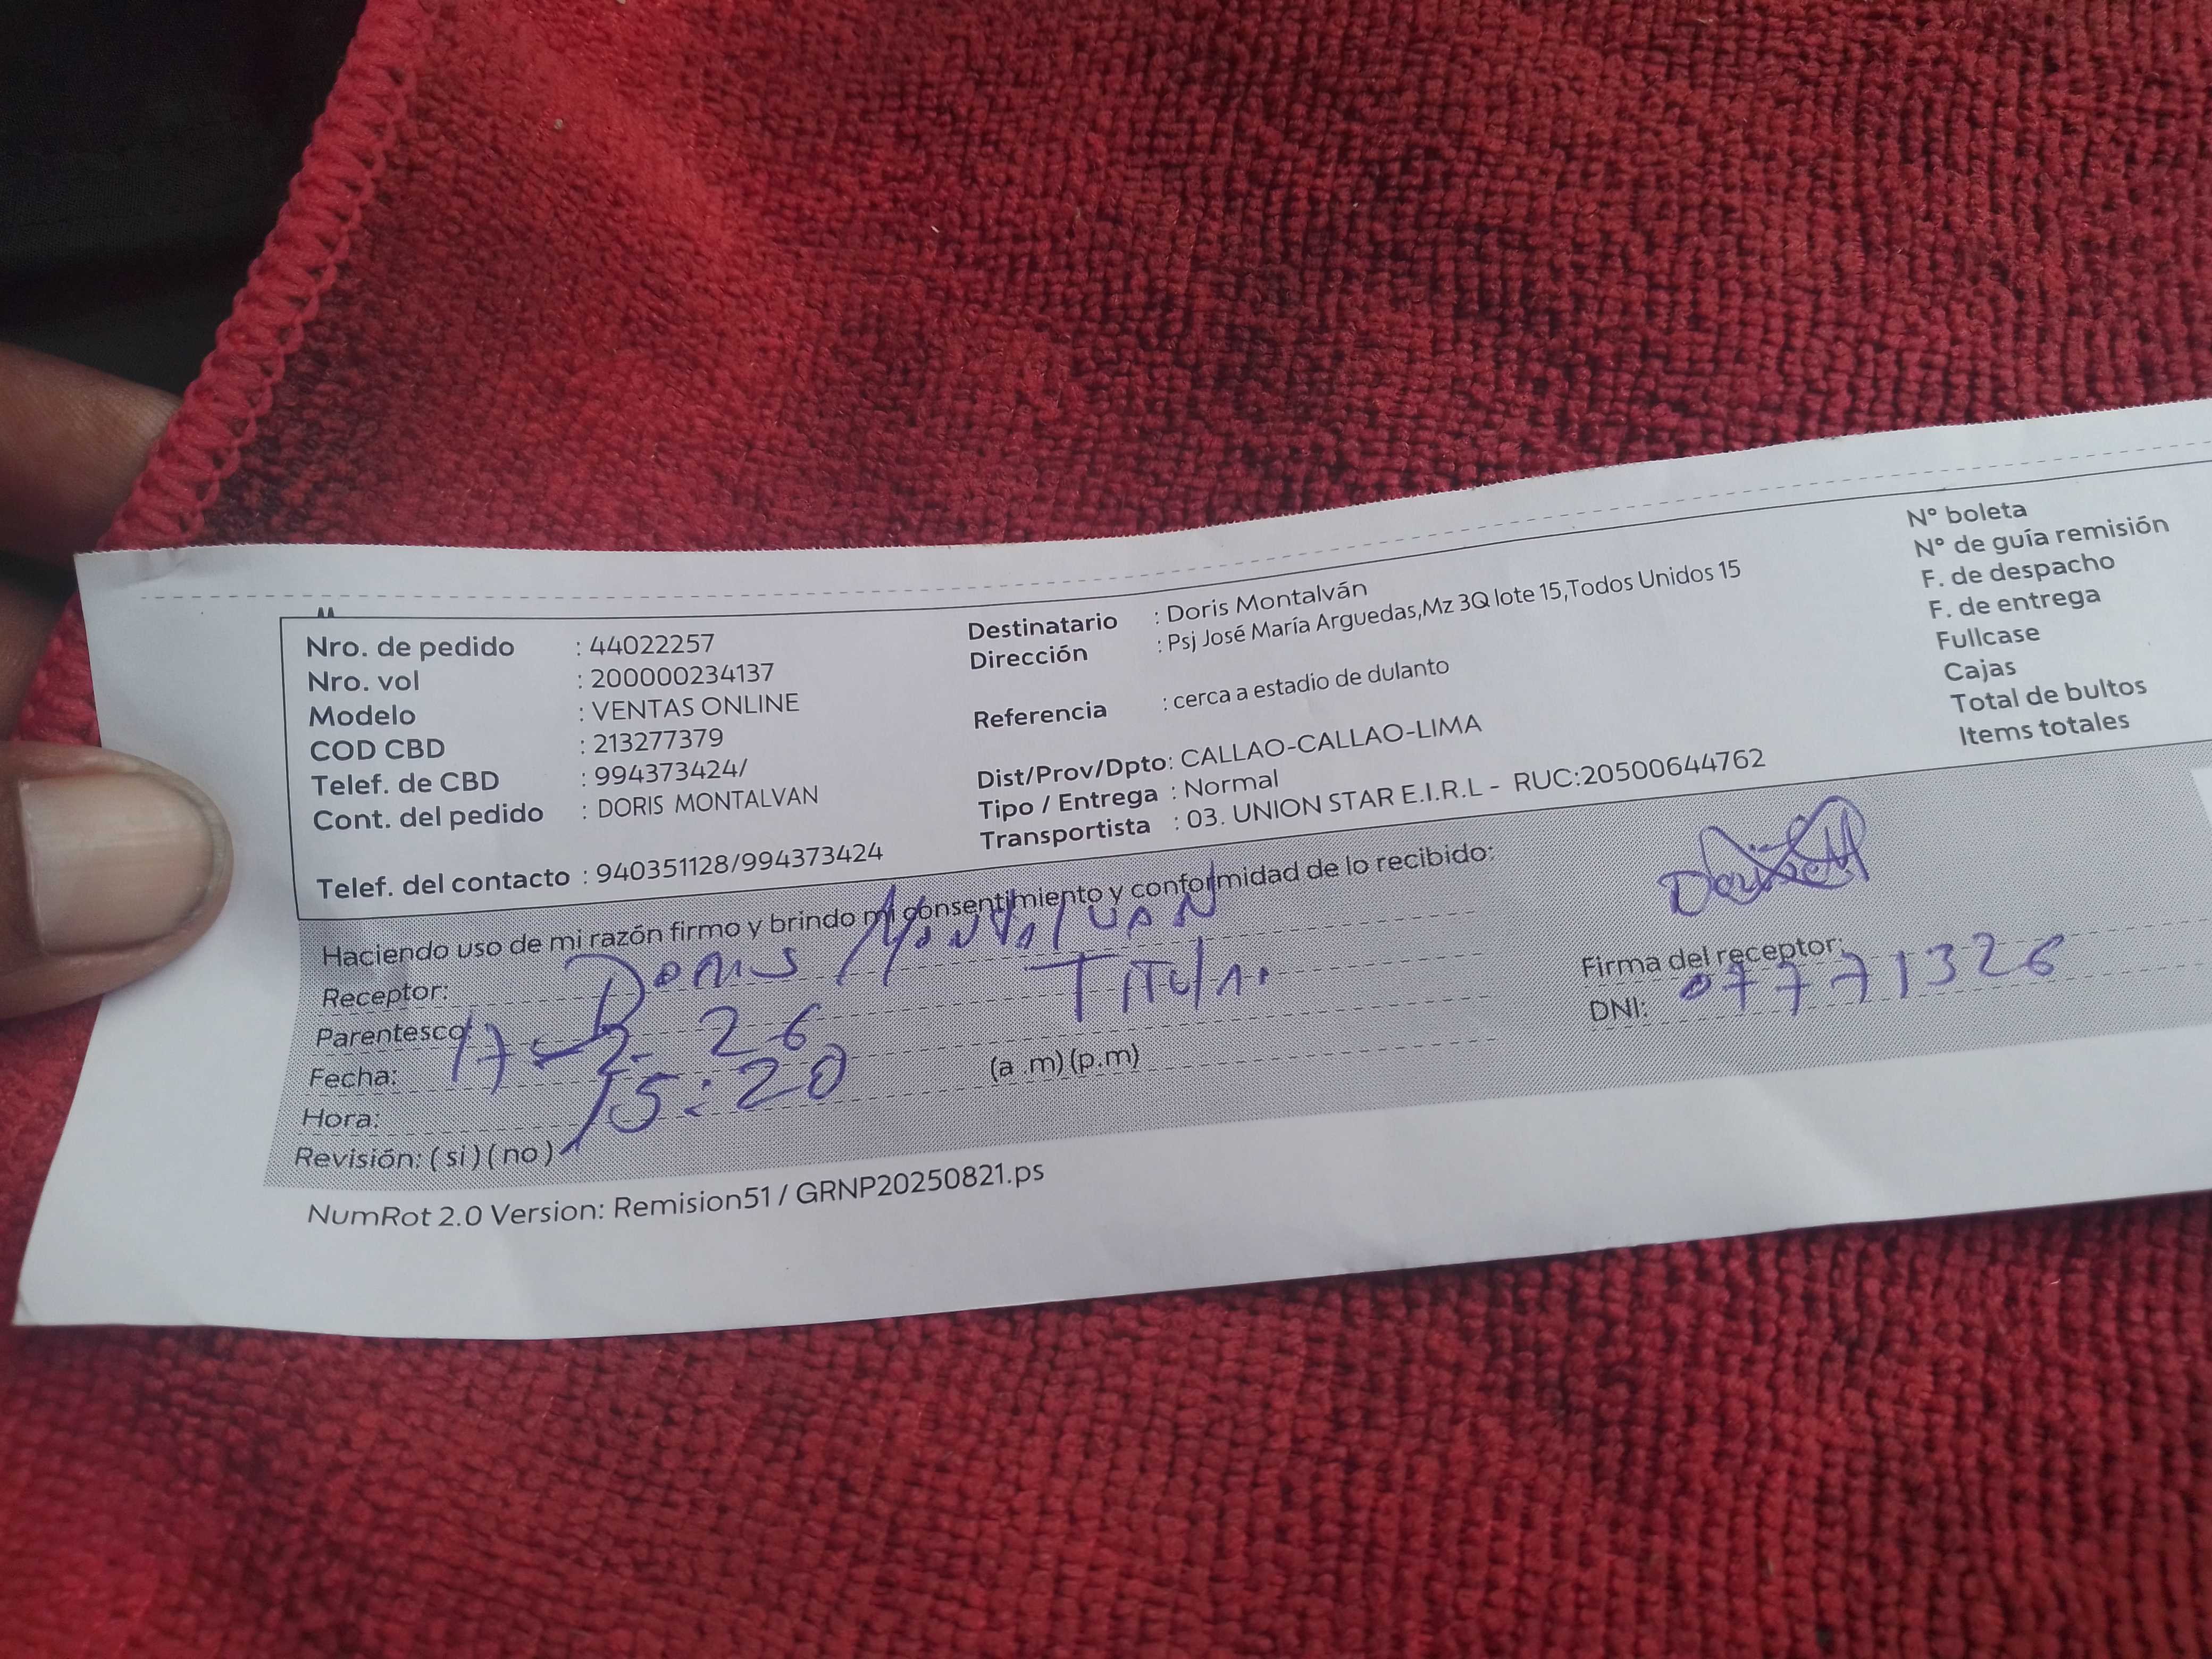 Nro. de pedido : 44022257
Nro. vol : 200000234137
Modelo : VENTAS ONLINE
COD CBD : 213277379
Telef. de CBD : 994373424/
Cont. del pedido : DORIS MONTALVAN
Telef. del contacto : 940351128/994373424
Destinatario : Doris Montalván
Dirección : Psj José María Arguedas,Mz 3Q lote 15,Todos Unidos 15
Referencia : cerca a estadio de dulanto
Dist/Prov/Dpto: CALLAO-CALLAO-LIMA
Tipo / Entrega : Normal
Transportista : 03. UNION STAR E.I.R.L - RUC:20500644762
N° boleta
N° de guía remisión
F. de despacho
F. de entrega
Fullcase
Cajas
Total de bultos
Items totales
Haciendo uso de mi razón firmo y brindo mi consentimiento y conformidad de lo recibido:
Receptor: Doris Montalvan
Parentesco: Titular
Fecha: 17-2-26
Hora: 15:20 (a .m) (p.m)
Revisión: ( si ) ( no )
Firma del receptor:
DNI: 07771326
NumRot 2.0 Version: Remision51 / GRNP20250821.ps